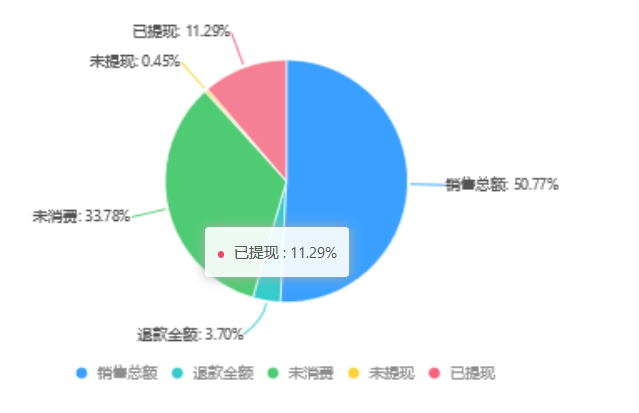 已提现: 11.29%
未提现: 0.45%
销售总额: 50.77%
未消费: 33.78%
已提现 : 11.29%
退款全额: 3.70%
销售总额 退款全额 未消费 未提现 已提现